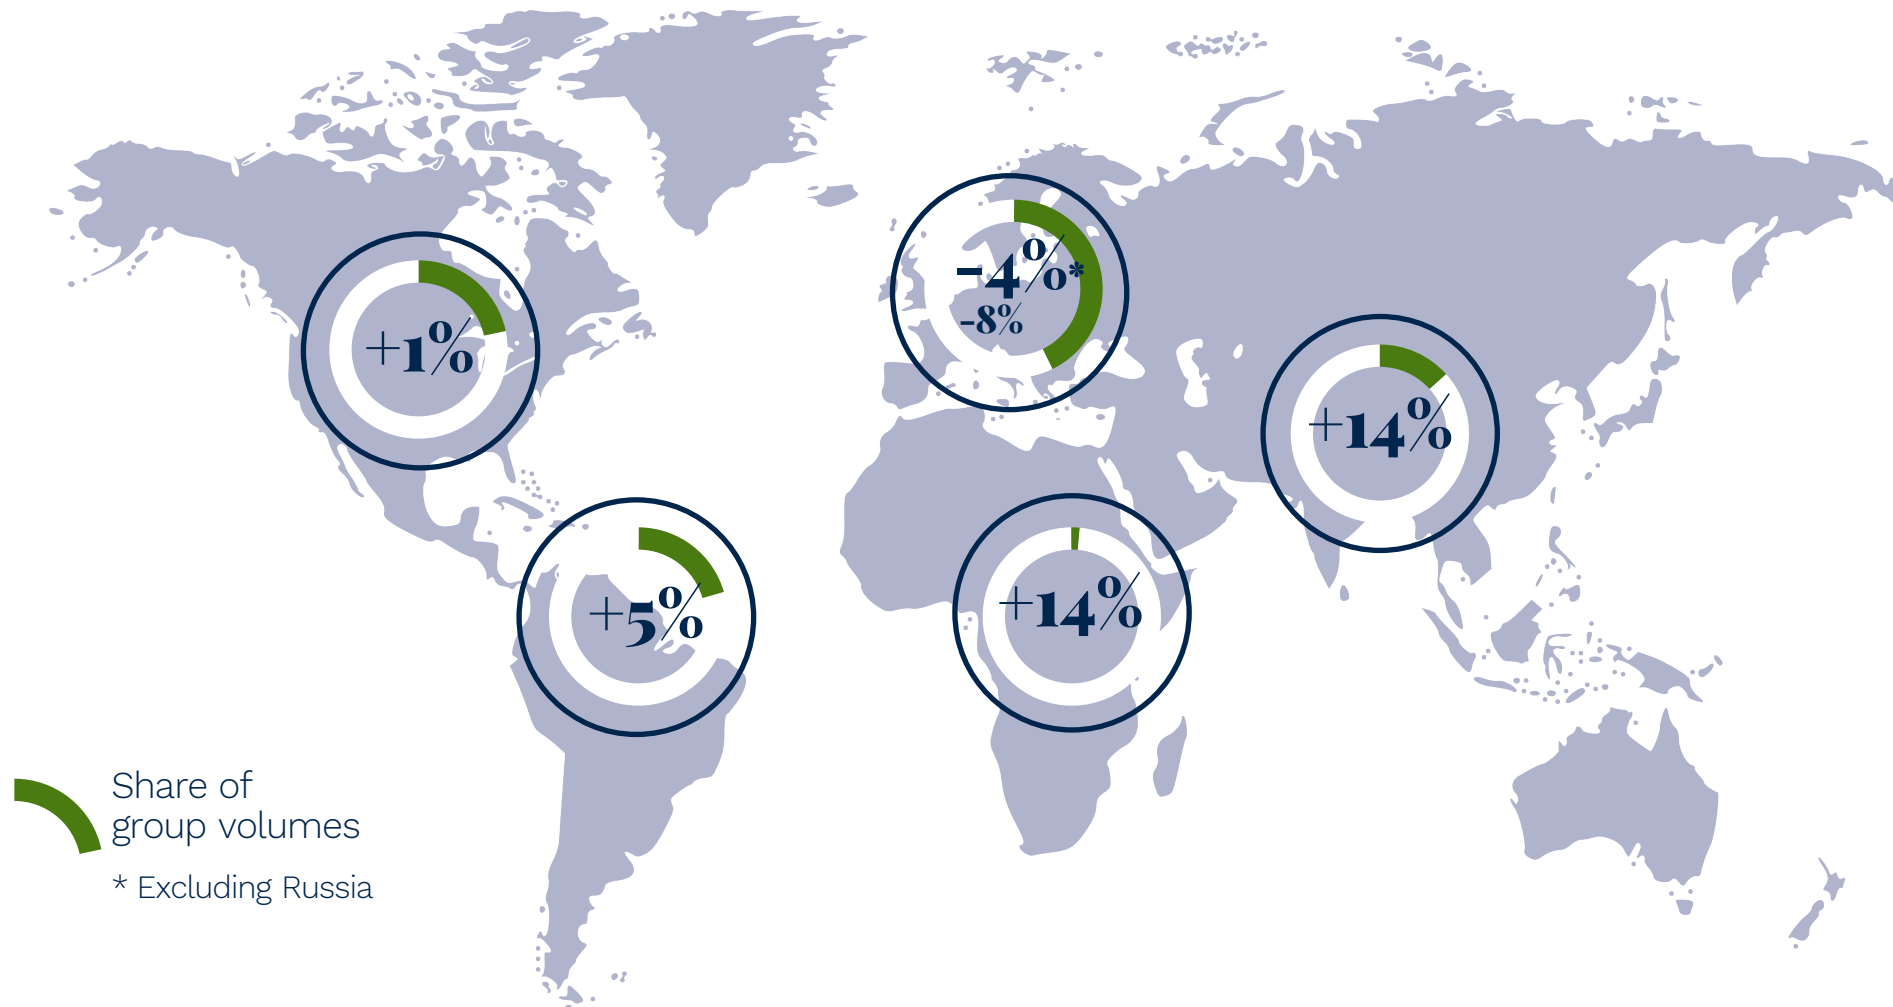 -4%*
-8%
+1%
+14%
+5%
+14%
Share of
group volumes
* Excluding Russia